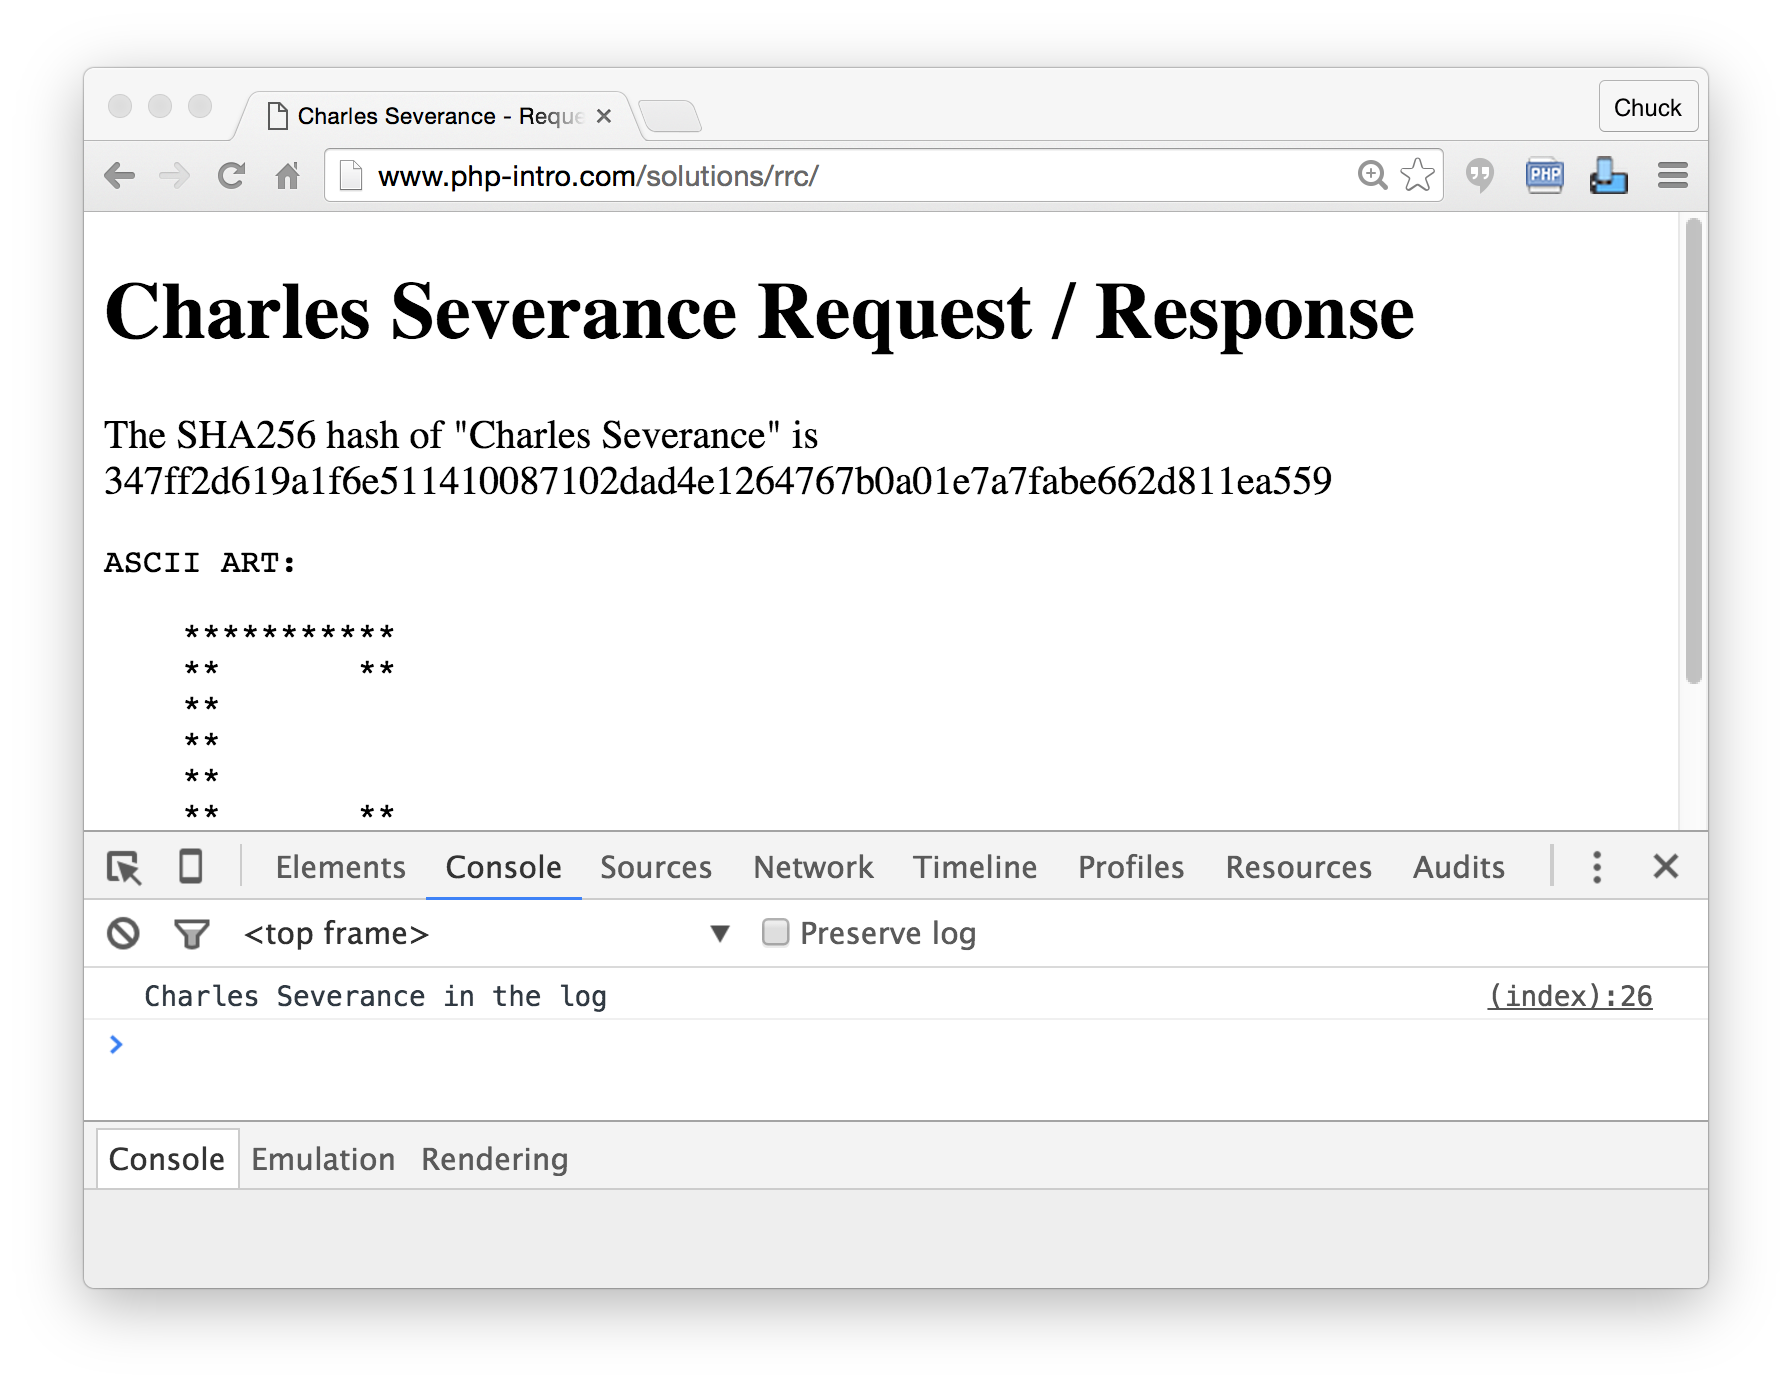 Charles Severance - Reque
Chuck
www.php-intro.com/solutions/rrc/
PHP
Charles Severance Request / Response
The SHA256 hash of "Charles Severance" is
347ff2d619a1f6e511410087102dad4e1264767b0a01e7a7fabe662d811ea559
ASCII ART:
***********
**       **
**
**
**
**       **
Elements Console Sources Network Timeline Profiles Resources Audits
<top frame> ▼ Preserve log
Charles Severance in the log (index):26
>
Console Emulation Rendering